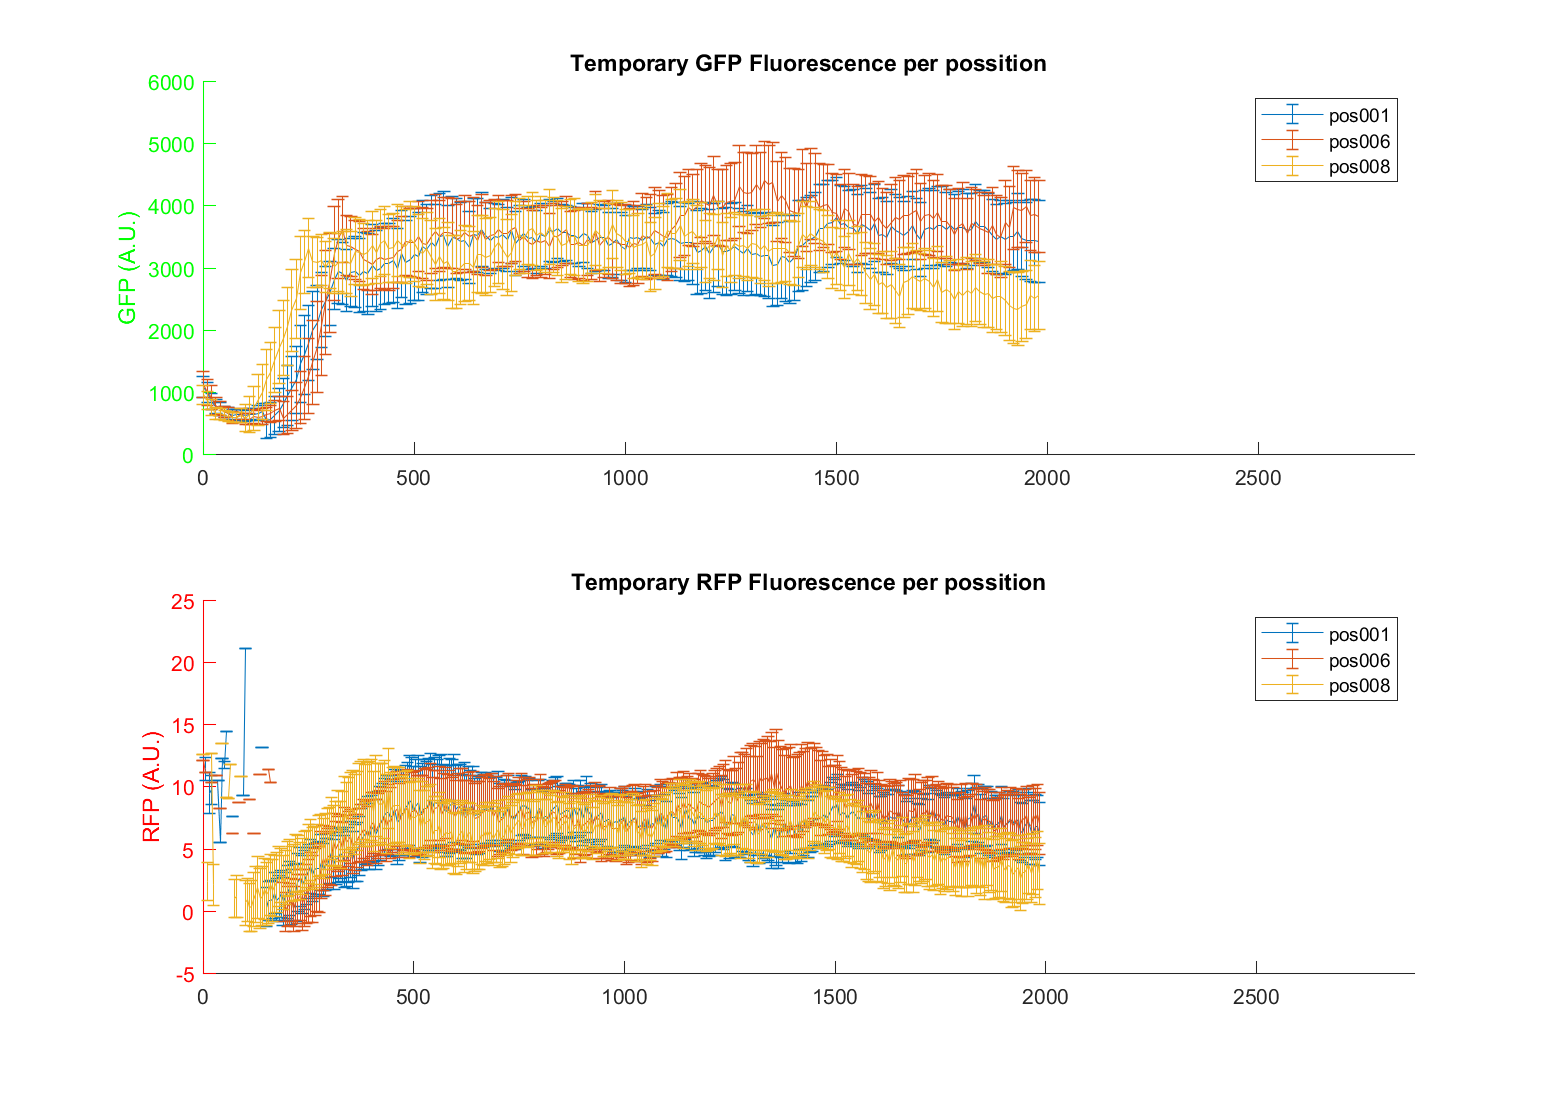 Temporary GFP Fluorescence per possition
6000
5000
4000
3000
2000
1000
0
GFP (A.U.)
0 500 1000 1500 2000 2500
pos001
pos006
pos008
Temporary RFP Fluorescence per possition
25
20
15
10
5
0
-5
RFP (A.U.)
0 500 1000 1500 2000 2500
pos001
pos006
pos008